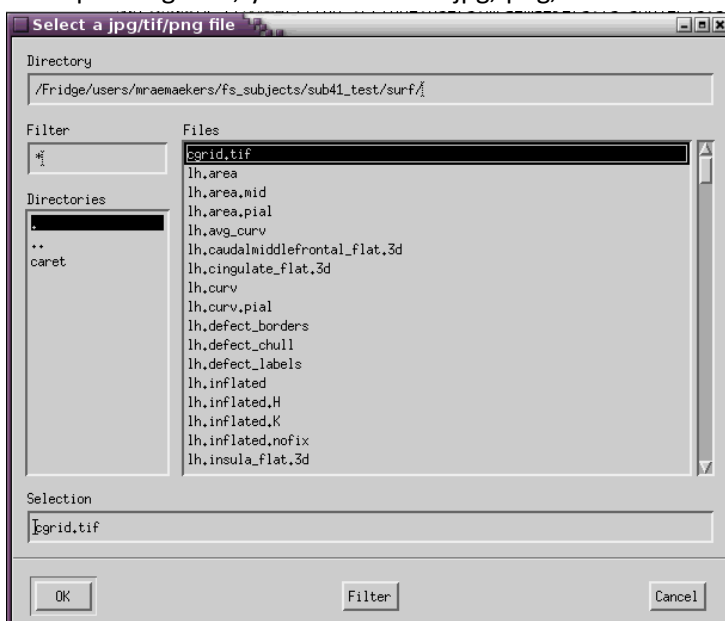 Select a jpg/tif/png file
Directory
/Fridge/users/mraemaekers/fs_subjects/sub41_test/surf/
Filter
*
Files
cgrid.tif
lh.area
lh.area.mid
lh.area.pial
lh.avg_curv
lh.caudalmiddlefrontal_flat.3d
lh.cingulate_flat.3d
lh.curv
lh.curv.pial
lh.defect_borders
lh.defect_chull
lh.defect_labels
lh.inflated
lh.inflated.H
lh.inflated.K
lh.inflated.nofix
lh.insula_flat.3d
Directories
.
..
caret
Selection
cgrid.tif
OK
Filter
Cancel